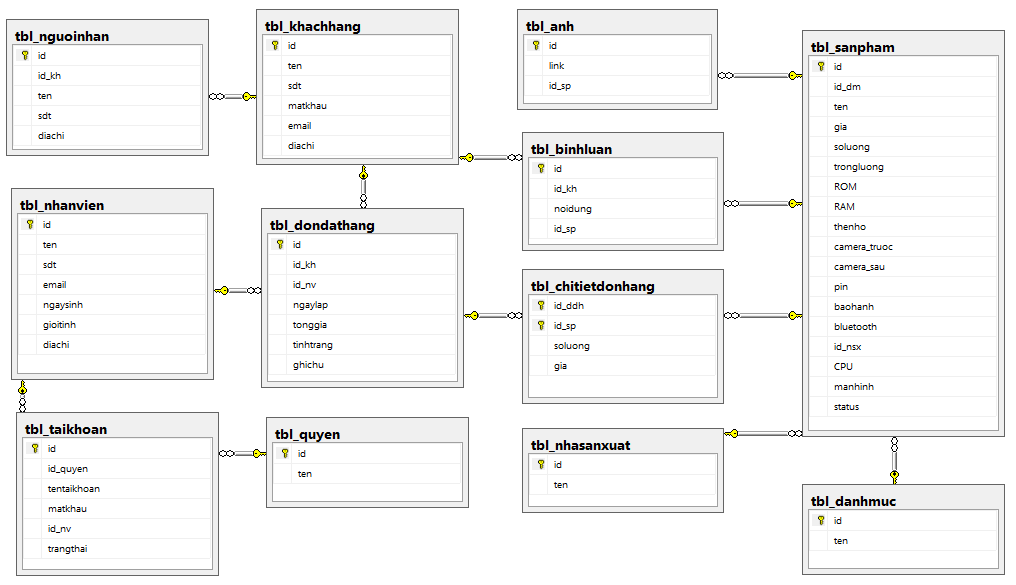 tbl_nguoinhan
id
id_kh
ten
sdt
diachi
tbl_khachhang
id
ten
sdt
matkhau
email
diachi
tbl_anh
id
link
id_sp
tbl_sanpham
id
id_dm
ten
gia
soluong
trongluong
ROM
RAM
thenho
camera_truoc
camera_sau
pin
baohanh
bluetooth
id_nsx
CPU
manhinh
status
tbl_binhluan
id
id_kh
noidung
id_sp
tbl_nhanvien
id
ten
sdt
email
ngaysinh
gioitinh
diachi
tbl_dondathang
id
id_kh
id_nv
ngaylap
tonggia
tinhtrang
ghichu
tbl_chitietdonhang
id_ddh
id_sp
soluong
gia
tbl_taikhoan
id
id_quyen
tentaikhoan
matkhau
id_nv
trangthai
tbl_quyen
id
ten
tbl_nhasanxuat
id
ten
tbl_danhmuc
id
ten